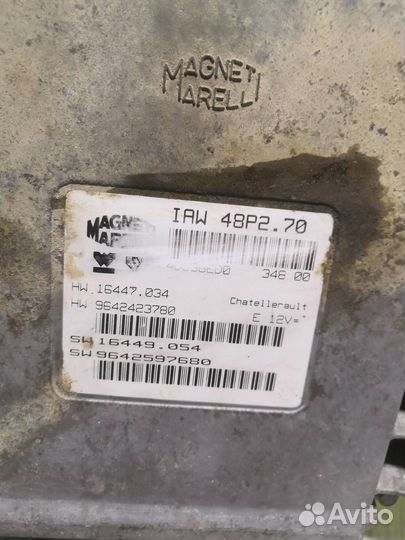 MAGNETI
MARELLI
MAGNETI
MARELLI
IAW 48P2.70
346 00
HW.16447.034
Chatellerault
HW 9642423780
E 12V="
SW 16449.054
SW 9642597680
Avito